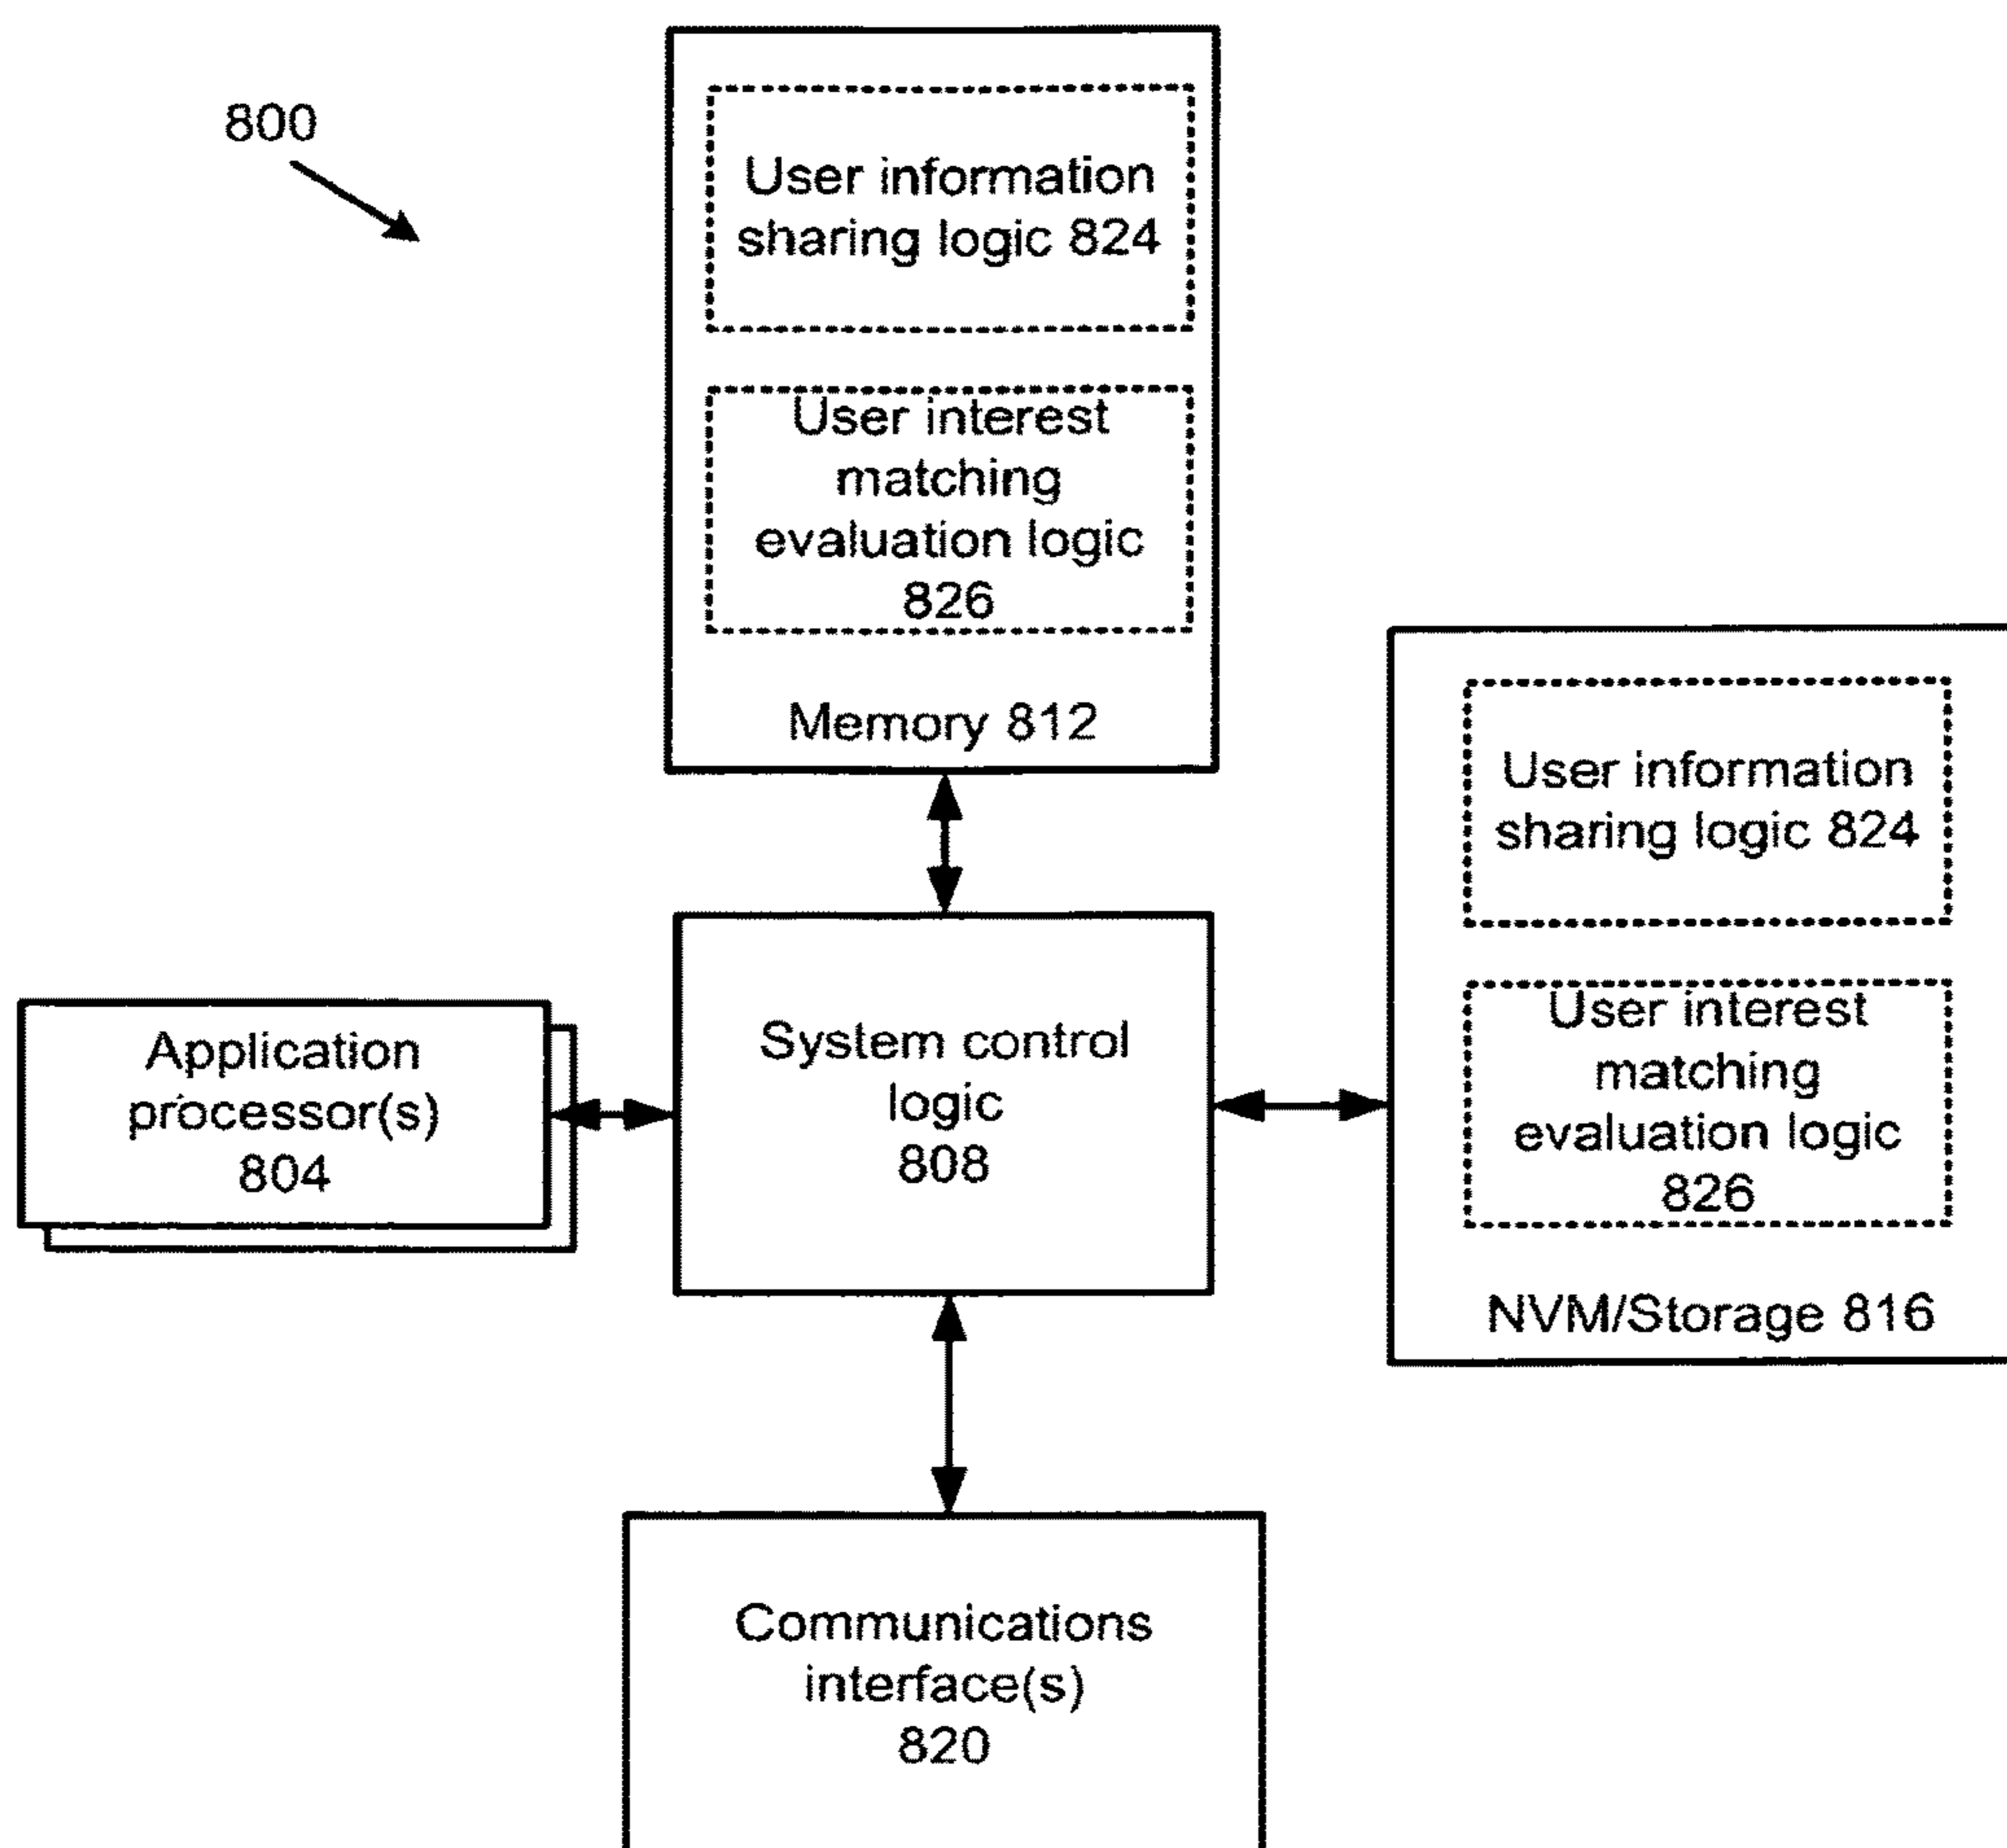 800
User information
sharing logic 824
User interest
matching
evaluation logic
826
Memory 812
User information
sharing logic 824
User interest
matching
evaluation logic
826
NVM/Storage 816
Application
processor(s)
804
System control
logic
808
Communications
interface(s)
820